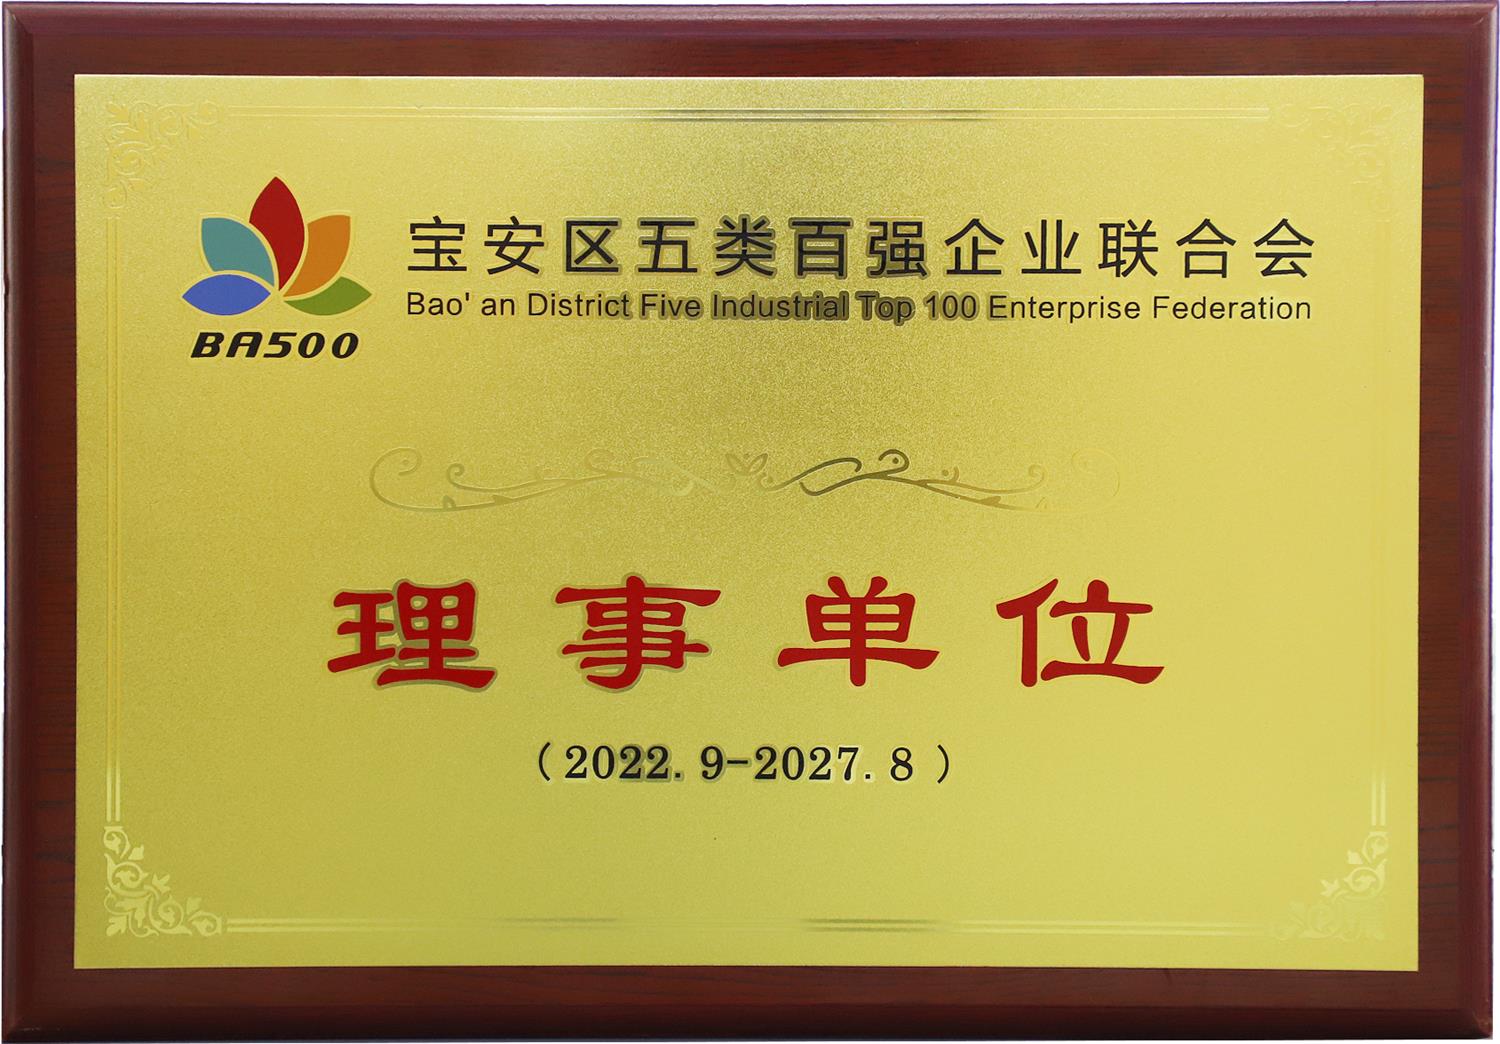 宝安区五类百强企业联合会
Bao' an District Five Industrial Top 100 Enterprise Federation
BA500
理事单位
（2022.9-2027.8）